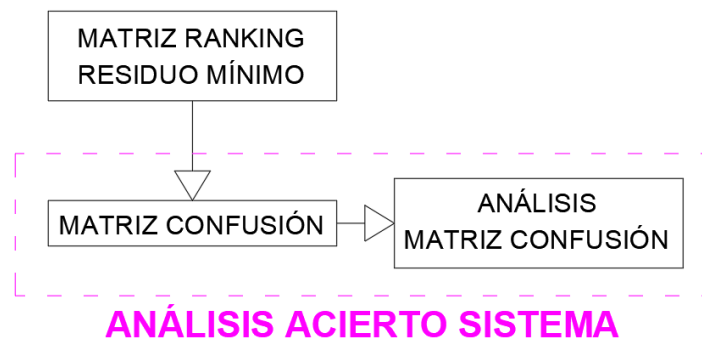 MATRIZ RANKING
RESIDUO MÍNIMO
MATRIZ CONFUSIÓN
ANÁLISIS
MATRIZ CONFUSIÓN
ANÁLISIS ACIERTO SISTEMA